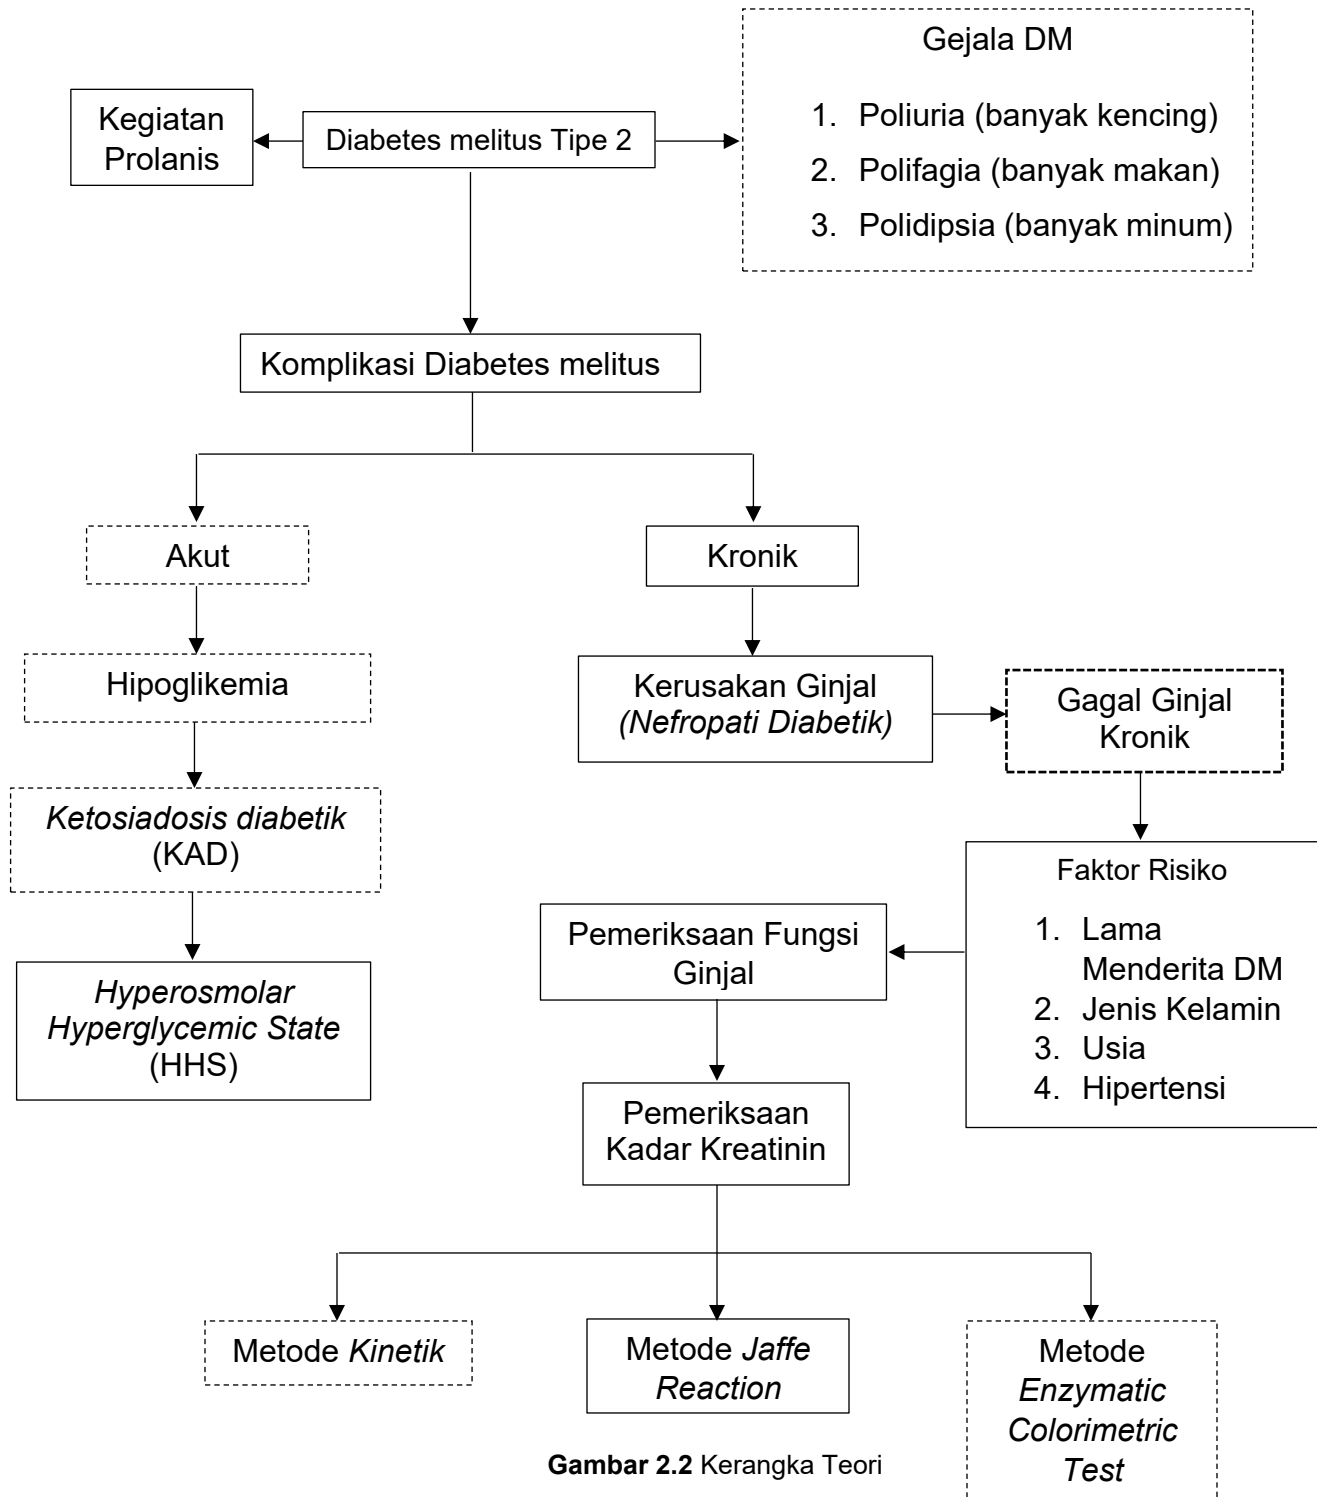 Gejala DM
1. Poliuria (banyak kencing)
2. Polifagia (banyak makan)
3. Polidipsia (banyak minum)
Kegiatan
Prolanis
Diabetes melitus Tipe 2
Komplikasi Diabetes melitus
Akut
Kronik
Hipoglikemia
Kerusakan Ginjal
(Nefropati Diabetik)
Gagal Ginjal
Kronik
Ketosiadosis diabetik
(KAD)
Faktor Risiko
1. Lama
Menderita DM
2. Jenis Kelamin
3. Usia
4. Hipertensi
Pemeriksaan Fungsi
Ginjal
Hyperosmolar
Hyperglycemic State
(HHS)
Pemeriksaan
Kadar Kreatinin
Metode Kinetik
Metode Jaffe
Reaction
Metode
Enzymatic
Colorimetric
Test
Gambar 2.2 Kerangka Teori